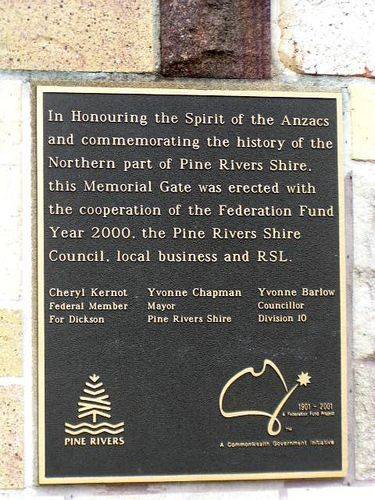 In Honouring the Spirit of the Anzacs
and commemorating the history of the
Northern part of Pine Rivers Shire,
this Memorial Gate was erected with
the cooperation of the Federation Fund
Year 2000, the Pine Rivers Shire
Council, local business and RSL.
Cheryl Kernot Yvonne Chapman Yvonne Barlow
Federal Member Mayor Councillor
For Dickson Pine Rivers Shire Division 10
1901 - 2001
A Federation Fund Project
TM
PINE RIVERS
A Commonwealth Government Initiative